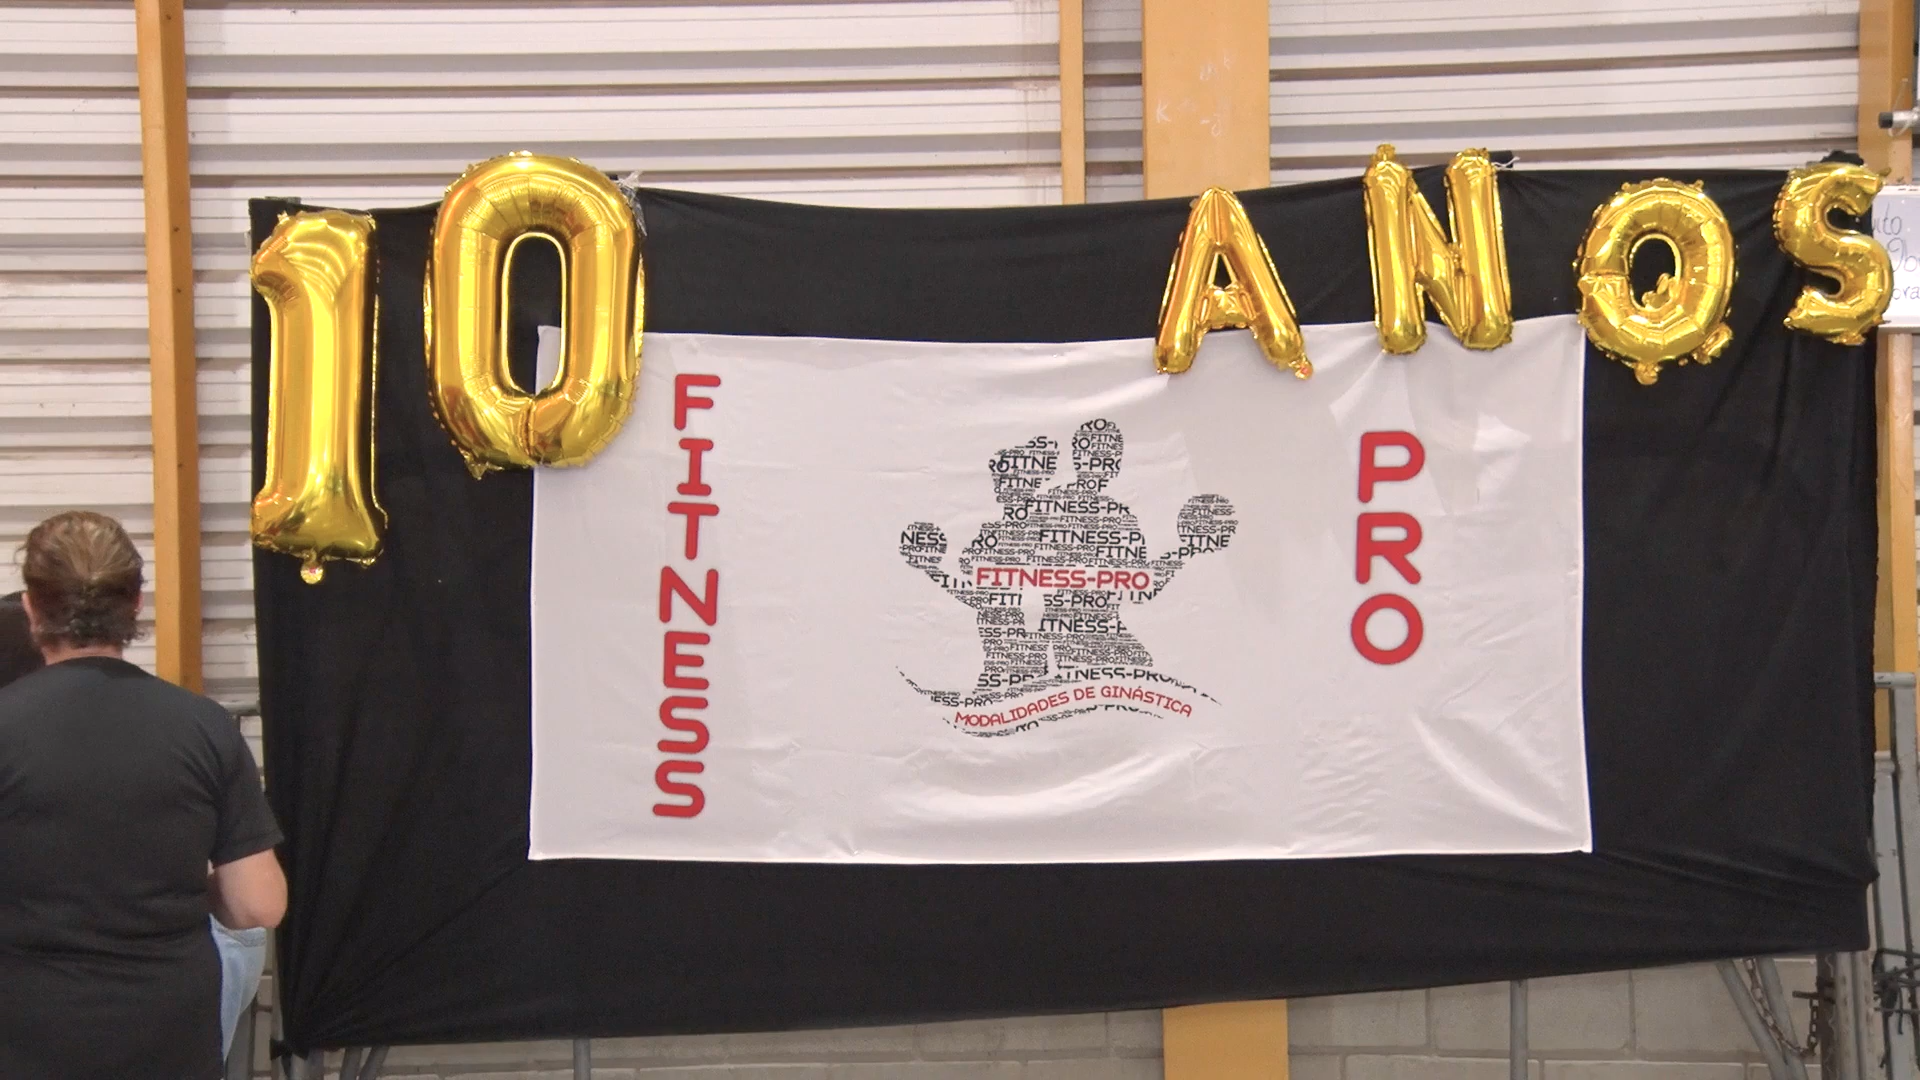 10 ANOS
FITNESS
PRO
FITNESS-PRO
MODALIDADES DE GINÁSTICA